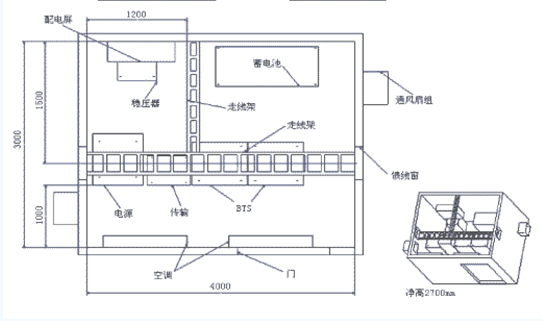 配电屏
1200
蓄电池
通风扇组
稳压器
走线架
走线架
1500
3000
馈线窗
1000
电源
传输
BTS
空调
门
4000
净高2700mm